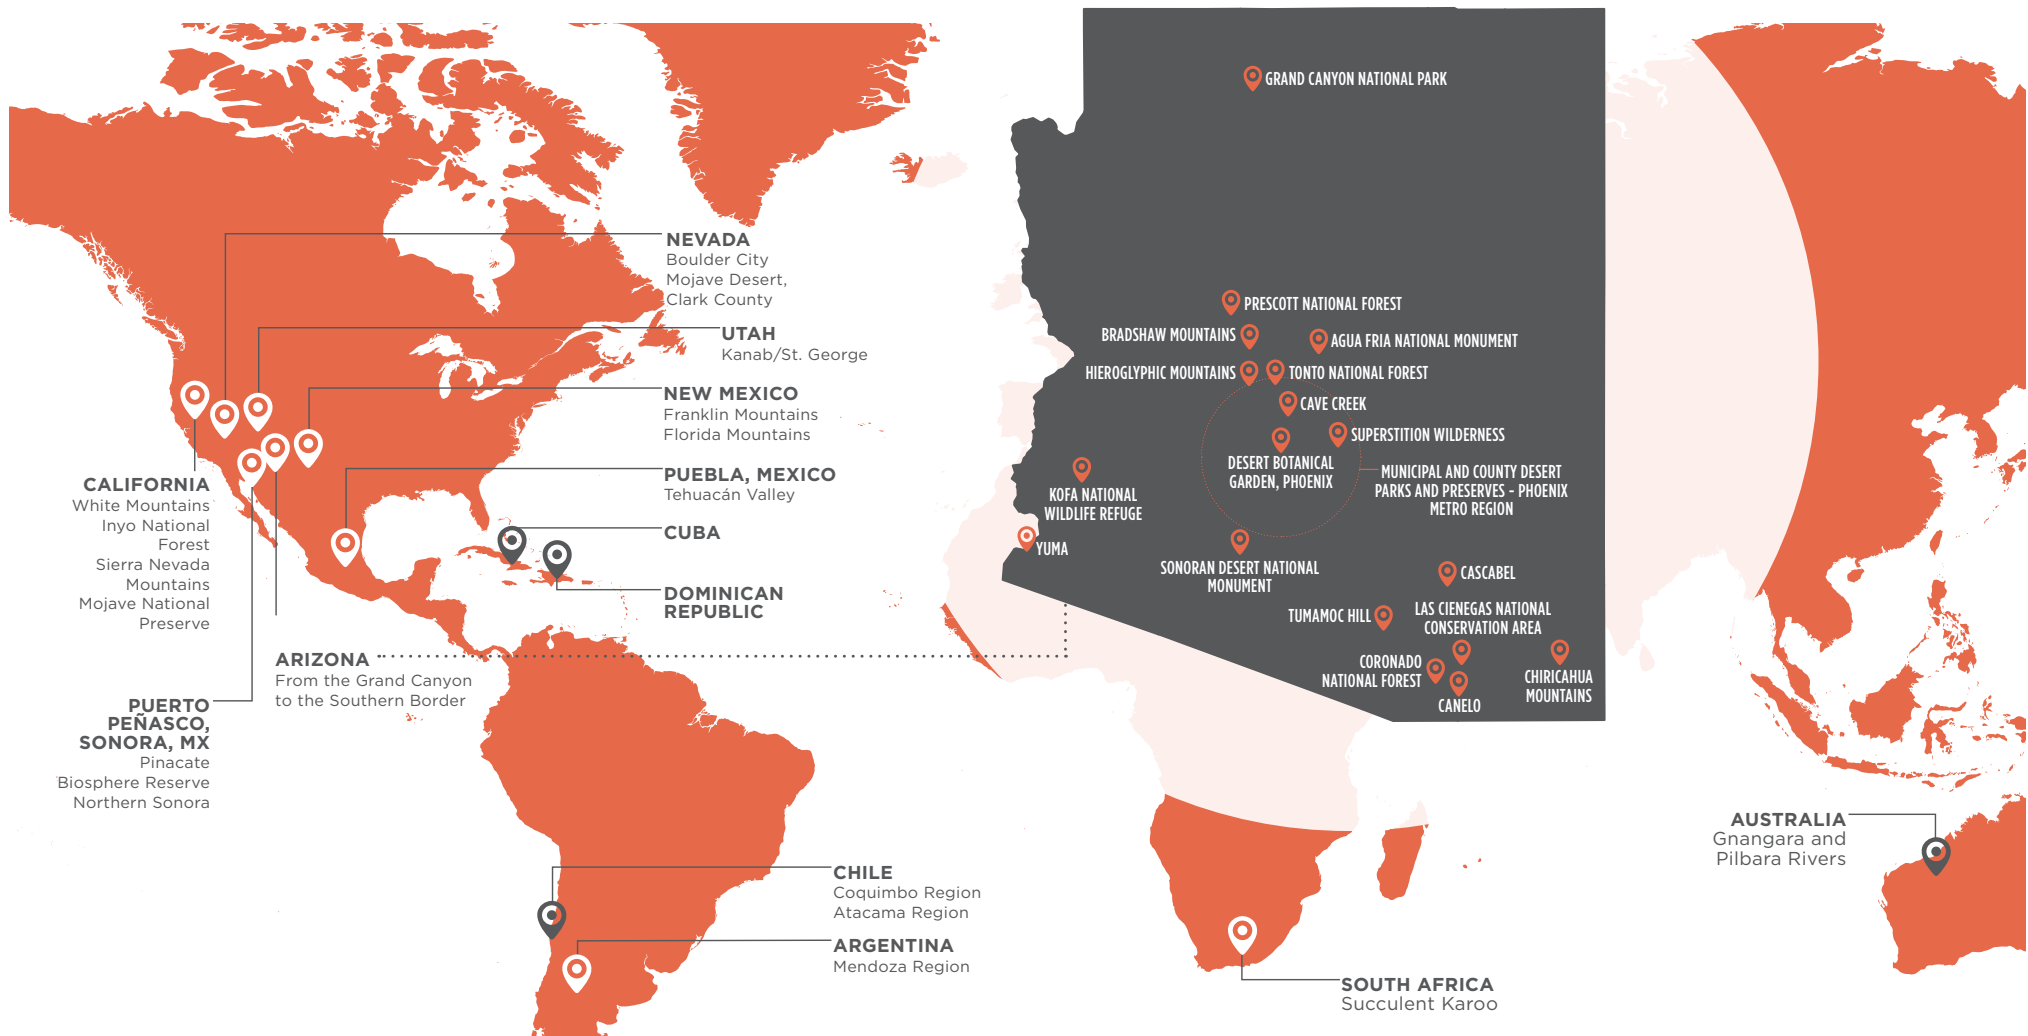 NEVADA
Boulder City
Mojave Desert,
Clark County
UTAH
Kanab/St. George
NEW MEXICO
Franklin Mountains
Florida Mountains
PUEBLA, MEXICO
Tehuacán Valley
CUBA
DOMINICAN
REPUBLIC
CALIFORNIA
White Mountains
Inyo National
Forest
Sierra Nevada
Mountains
Mojave National
Preserve
ARIZONA
From the Grand Canyon
to the Southern Border
PUERTO
PEÑASCO,
SONORA, MX
Pinacate
Biosphere Reserve
Northern Sonora
CHILE
Coquimbo Region
Atacama Region
ARGENTINA
Mendoza Region
GRAND CANYON NATIONAL PARK
PRESCOTT NATIONAL FOREST
BRADSHAW MOUNTAINS
AGUA FRIA NATIONAL MONUMENT
HIEROGLYPHIC MOUNTAINS
TONTO NATIONAL FOREST
CAVE CREEK
SUPERSTITION WILDERNESS
DESERT BOTANICAL
GARDEN, PHOENIX
MUNICIPAL AND COUNTY DESERT
PARKS AND PRESERVES - PHOENIX
METRO REGION
KOFA NATIONAL
WILDLIFE REFUGE
YUMA
SONORAN DESERT NATIONAL
MONUMENT
CASCABEL
TUMAMOC HILL
LAS CIENEGAS NATIONAL
CONSERVATION AREA
CORONADO
NATIONAL FOREST
CANELO
CHIRICAHUA
MOUNTAINS
SOUTH AFRICA
Succulent Karoo
AUSTRALIA
Gnangara and
Pilbara Rivers